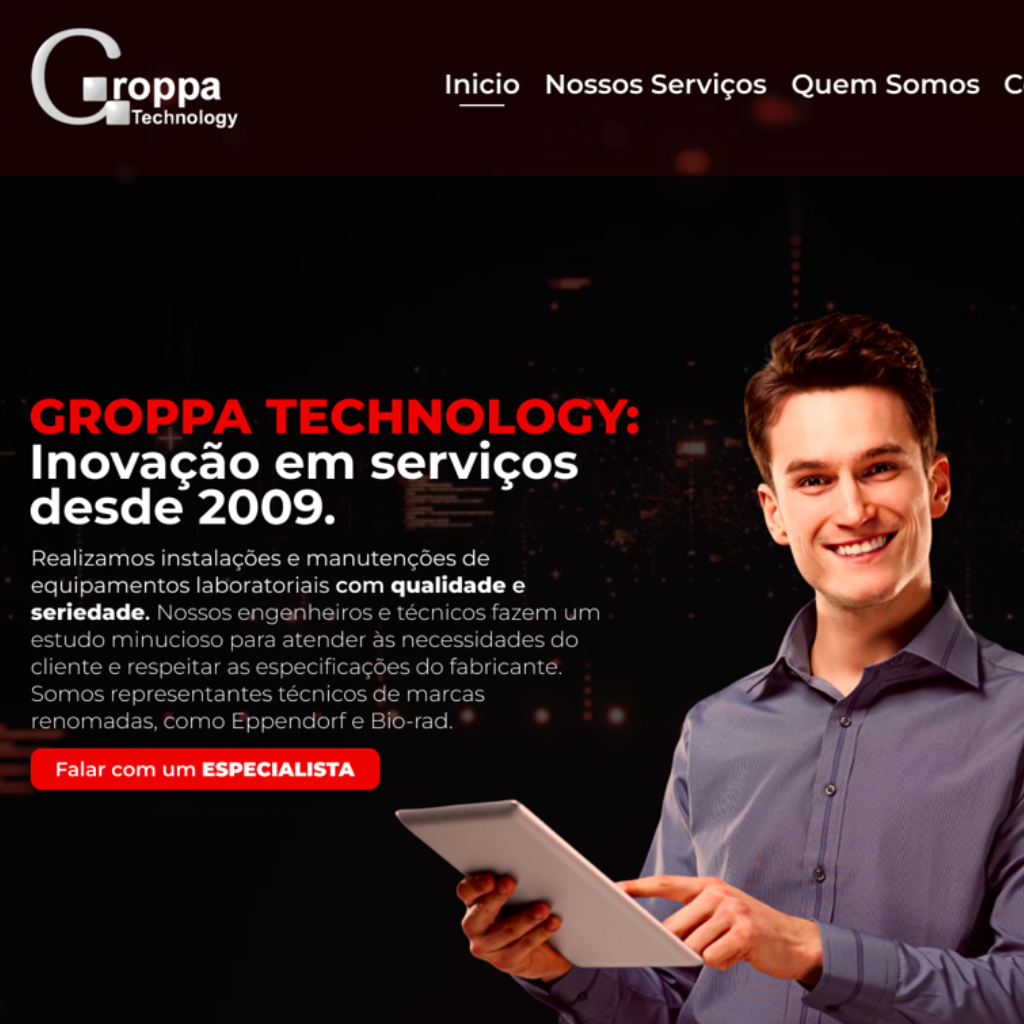 Groppa
Technology
Inicio Nossos Serviços Quem Somos
GROPPA TECHNOLOGY:
Inovação em serviços
desde 2009.
Realizamos instalações e manutenções de
equipamentos laboratoriais com qualidade e
seriedade. Nossos engenheiros e técnicos fazem um
estudo minucioso para atender às necessidades do
cliente e respeitar as especificações do fabricante.
Somos representantes técnicos de marcas
renomadas, como Eppendorf e Bio-rad.
Falar com um ESPECIALISTA